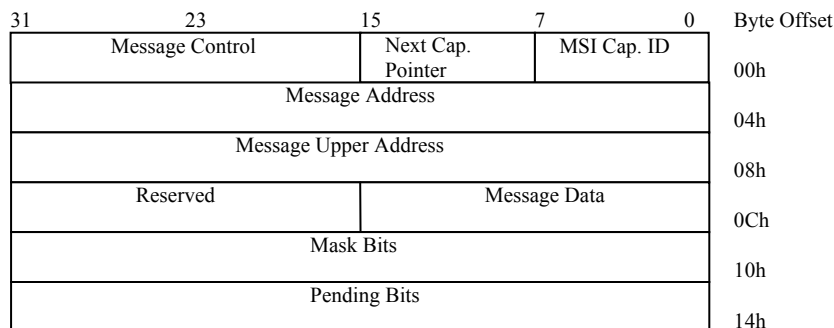 31 23 15 7 0 Byte Offset
Message Control Next Cap. MSI Cap. ID
Pointer 00h
Message Address
04h
Message Upper Address
08h
Reserved Message Data
0Ch
Mask Bits
10h
Pending Bits
14h